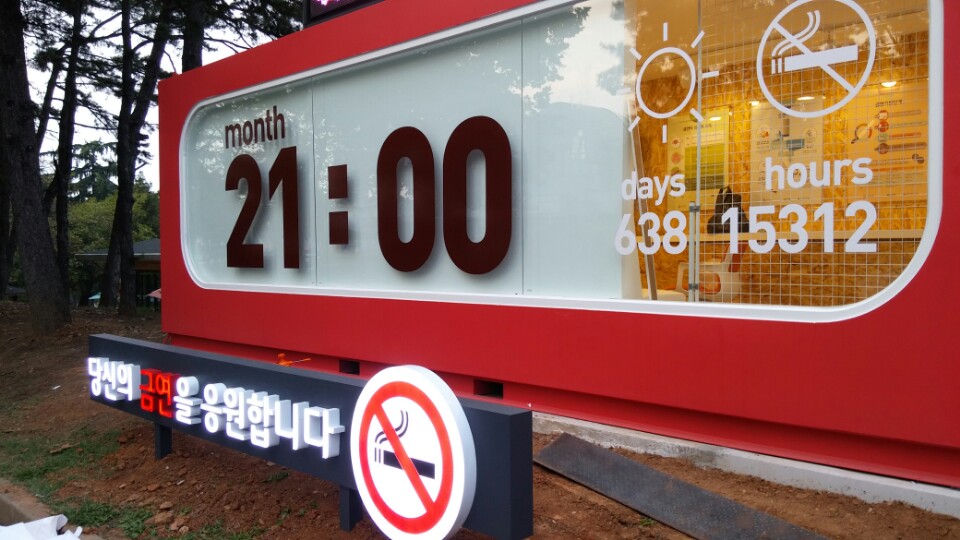 month
21 : 00
days
638
hours
15312
당신의 금연을 응원합니다